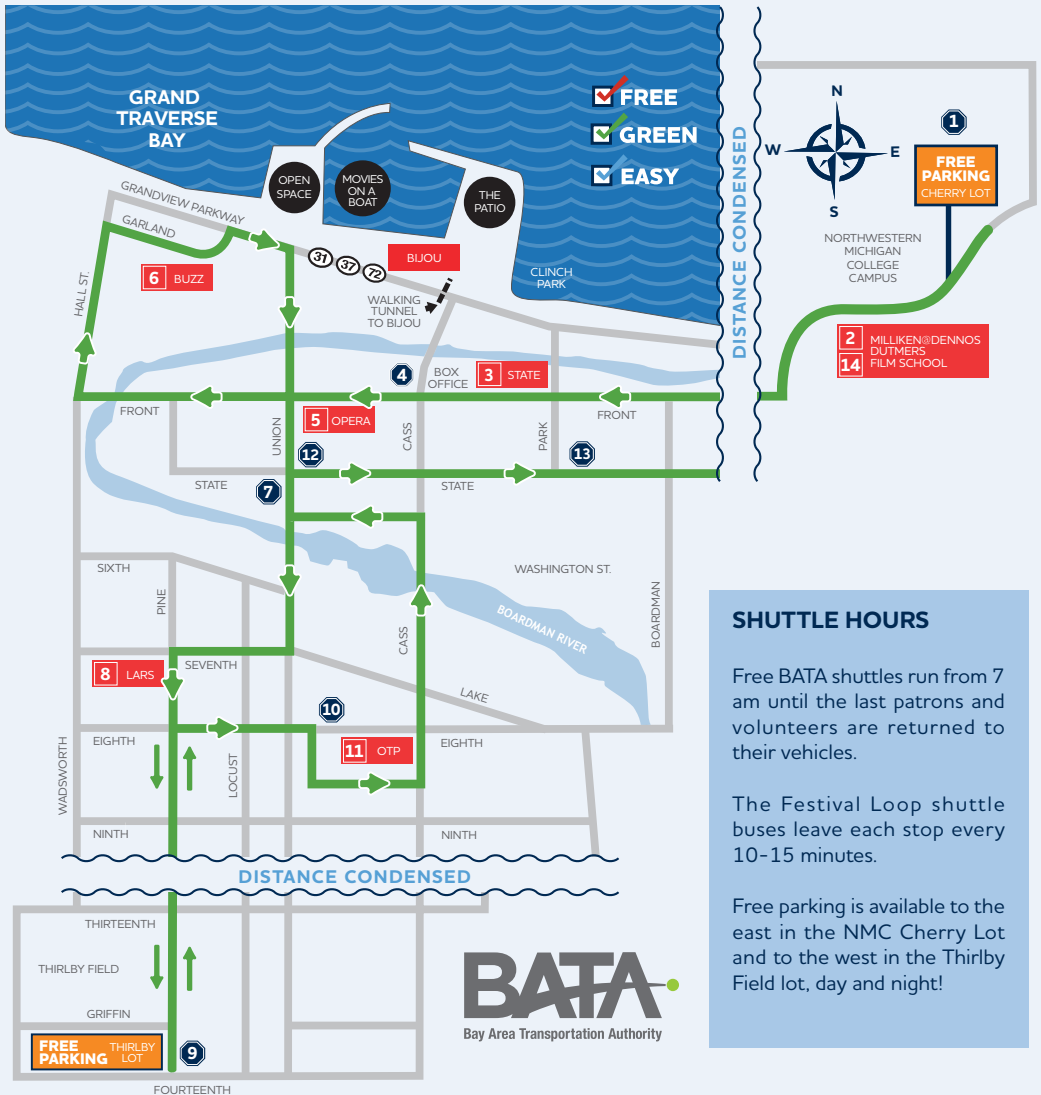 GRAND
TRAVERSE
BAY
FREE
GREEN
EASY
DISTANCE CONDENSED
N
W
E
S
1
FREE
PARKING
CHERRY LOT
NORTHWESTERN
MICHIGAN
COLLEGE
CAMPUS
2
14
MILLIKEN@DENNOS
DUTMERS
FILM SCHOOL
OPEN
SPACE
MOVIES
ON A
BOAT
THE
PATIO
GRANDVIEW PARKWAY
GARLAND
6 BUZZ
HALL ST.
31
37
72
BIJOU
WALKING
TUNNEL
TO BIJOU
CLINCH
PARK
4
BOX
OFFICE
3 STATE
FRONT
FRONT
5 OPERA
UNION
CASS
PARK
12
13
STATE
STATE
7
SIXTH
PINE
WASHINGTON ST.
BOARDMAN RIVER
BOARDMAN
CASS
SEVENTH
8 LARS
LAKE
10
EIGHTH
11 OTP
EIGHTH
WADSWORTH
LOCUST
NINTH
NINTH
DISTANCE CONDENSED
THIRTEENTH
THIRLBY FIELD
GRIFFIN
FREE
PARKING
THIRLBY
LOT
9
FOURTEENTH
BATA
Bay Area Transportation Authority
SHUTTLE HOURS
Free BATA shuttles run from 7
am until the last patrons and
volunteers are returned to
their vehicles.
The Festival Loop shuttle
buses leave each stop every
10-15 minutes.
Free parking is available to the
east in the NMC Cherry Lot
and to the west in the Thirlby
Field lot, day and night!